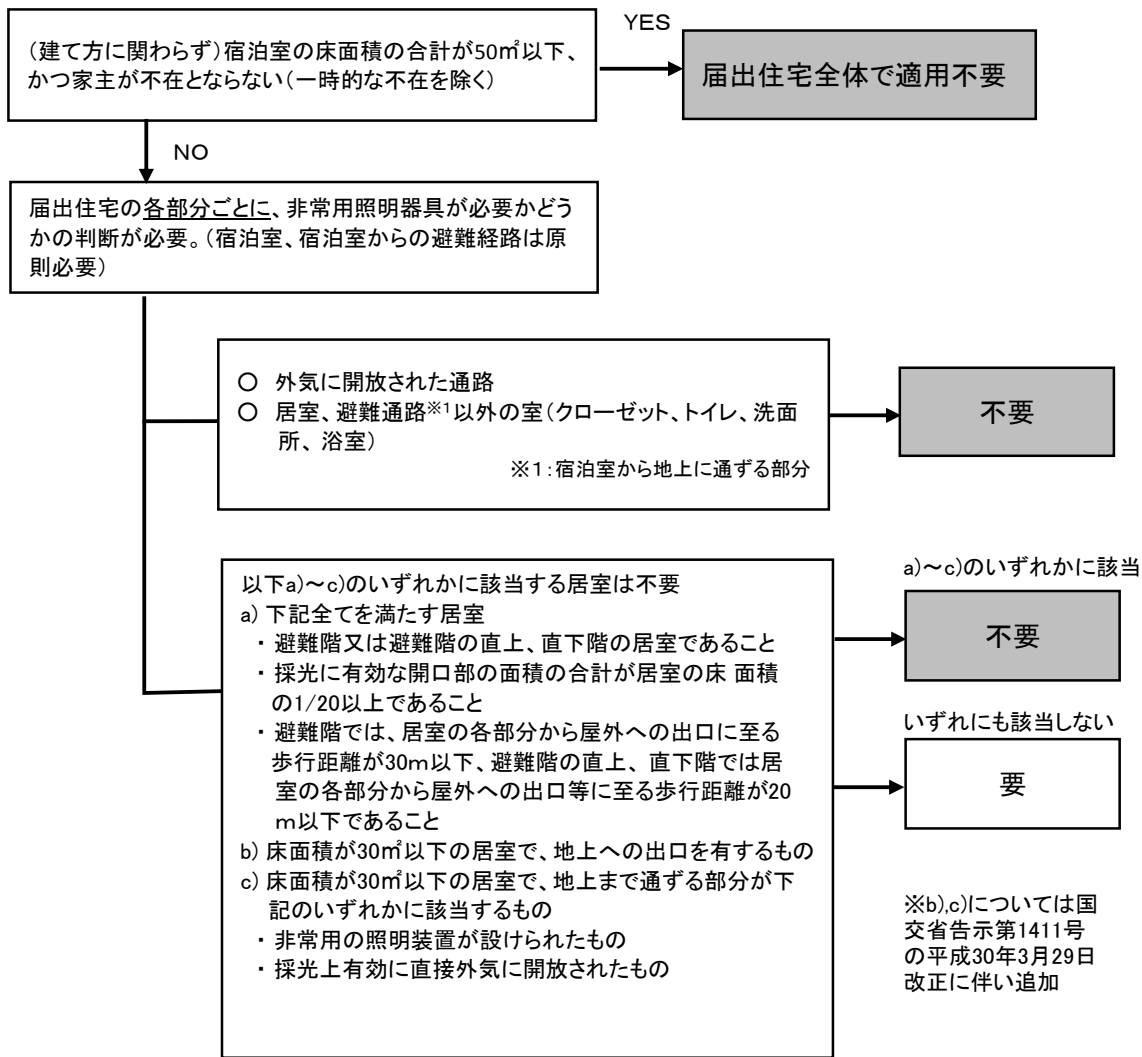 (建て方に関わらず)宿泊室の床面積の合計が50㎡以下、
かつ家主が不在とならない(一時的な不在を除く)
YES
届出住宅全体で適用不要
NO
届出住宅の各部分ごとに、非常用照明器具が必要かどう
かの判断が必要。(宿泊室、宿泊室からの避難経路は原
則必要)
○ 外気に開放された通路
○ 居室、避難通路※1以外の室(クローゼット、トイレ、洗面
所、浴室)
※1:宿泊室から地上に通ずる部分
不要
以下a)~c)のいずれかに該当する居室は不要
a) 下記全てを満たす居室
・ 避難階又は避難階の直上、直下階の居室であること
・ 採光に有効な開口部の面積の合計が居室の床 面積
の1/20以上であること
・ 避難階では、居室の各部分から屋外への出口に至る
歩行距離が30m以下、避難階の直上、 直下階では居
室の各部分から屋外への出口等に至る歩行距離が20
m以下であること
b) 床面積が30㎡以下の居室で、地上への出口を有するもの
c) 床面積が30㎡以下の居室で、地上まで通ずる部分が下
記のいずれかに該当するもの
・ 非常用の照明装置が設けられたもの
・ 採光上有効に直接外気に開放されたもの
a)~c)のいずれかに該当
不要
いずれにも該当しない
要
※b),c)については国
交省告示第1411号
の平成30年3月29日
改正に伴い追加